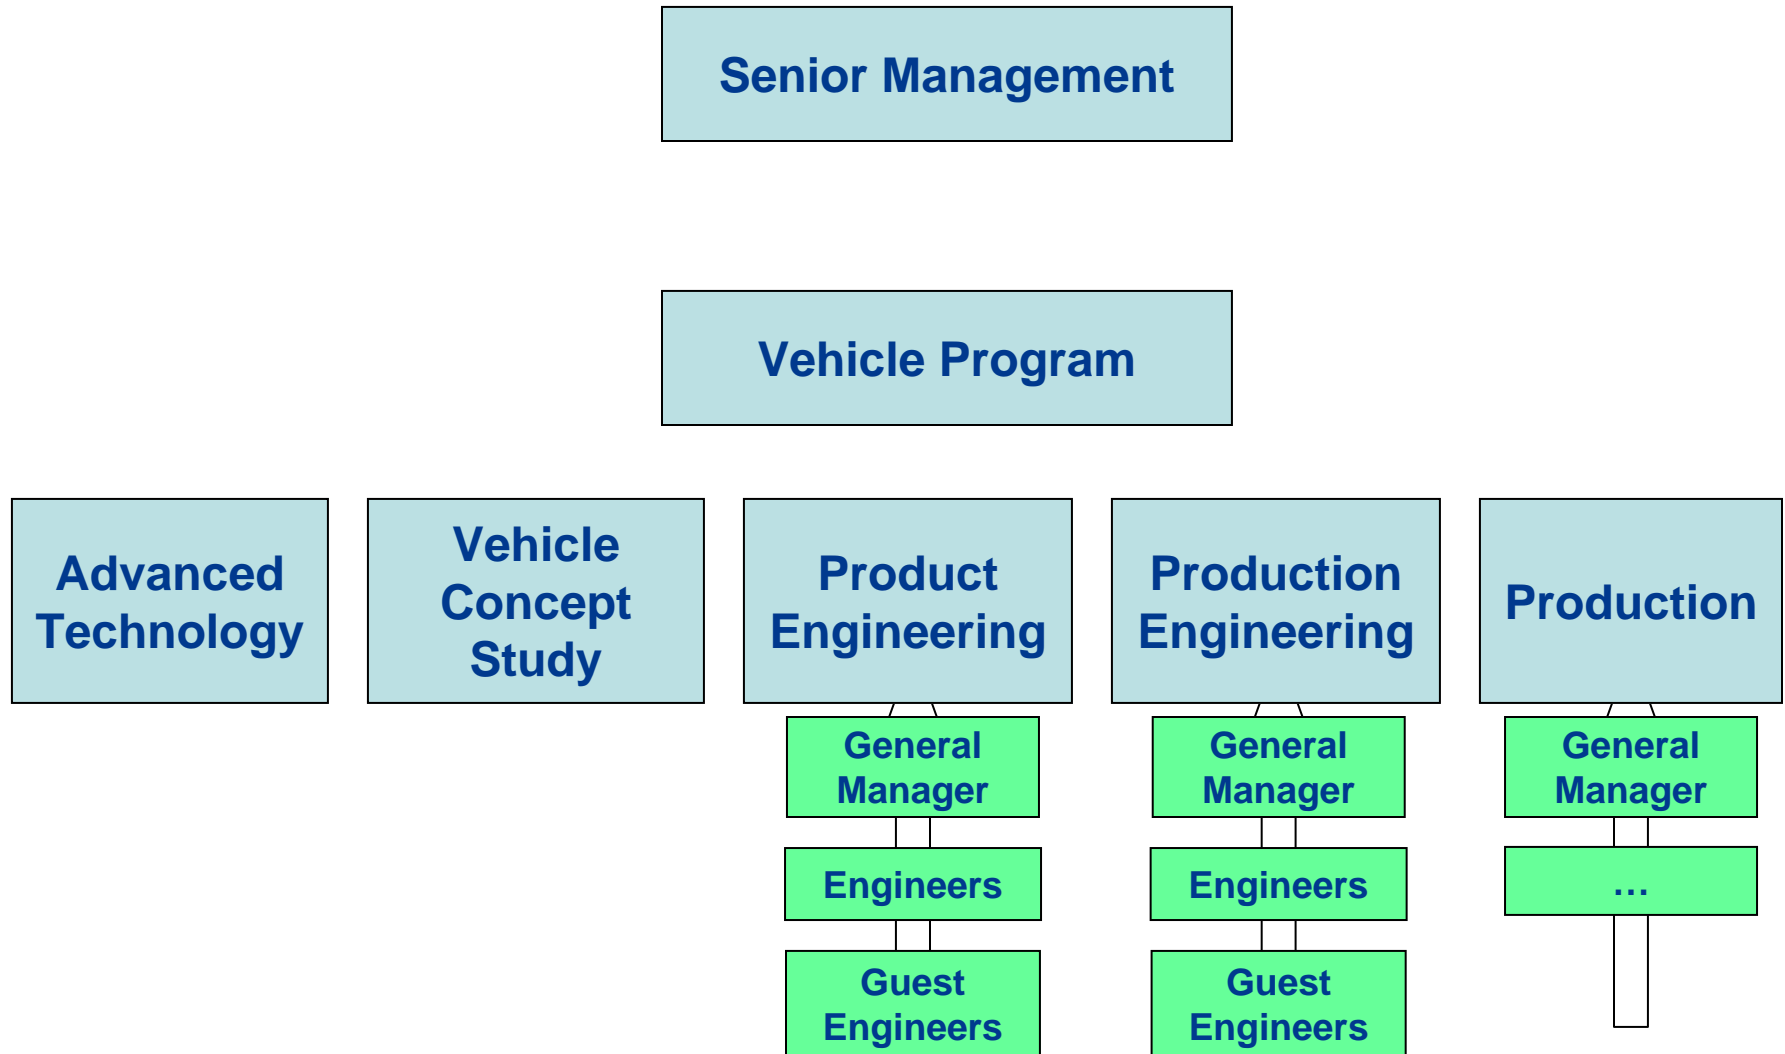 Senior Management
Vehicle Program
Advanced
Technology
Vehicle
Concept
Study
Product
Engineering
Production
Engineering
Production
General
Manager
Engineers
Guest
Engineers
General
Manager
Engineers
Guest
Engineers
General
Manager
...